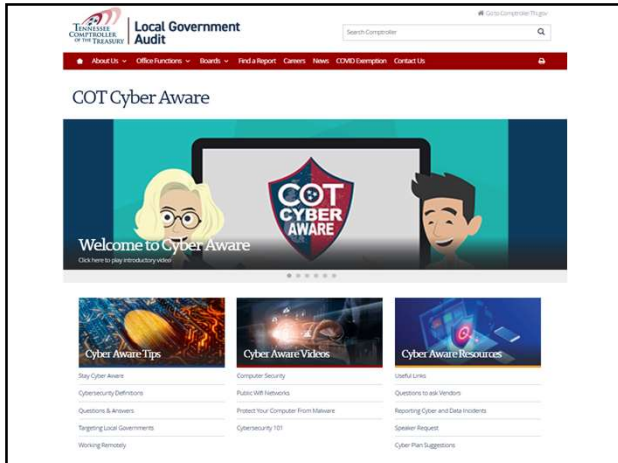 Go to Comptroller.TN.gov
TENNESSEE
COMPTROLLER
OF THE TREASURY
Local Government
Audit
Search Comptroller
About Us Office Functions Boards Find a Report Careers News COVID Exemption Contact Us
COT Cyber Aware
COT
CYBER
AWARE
Welcome to Cyber Aware
Click here to play introductory video
Cyber Aware Tips
Stay Cyber Aware
Cybersecurity Definitions
Questions & Answers
Targeting Local Governments
Working Remotely
Cyber Aware Videos
Computer Security
Public Wifi Networks
Protect Your Computer From Malware
Cybersecurity 101
Cyber Aware Resources
Useful Links
Questions to ask Vendors
Reporting Cyber and Data Incidents
Speaker Request
Cyber Plan Suggestions